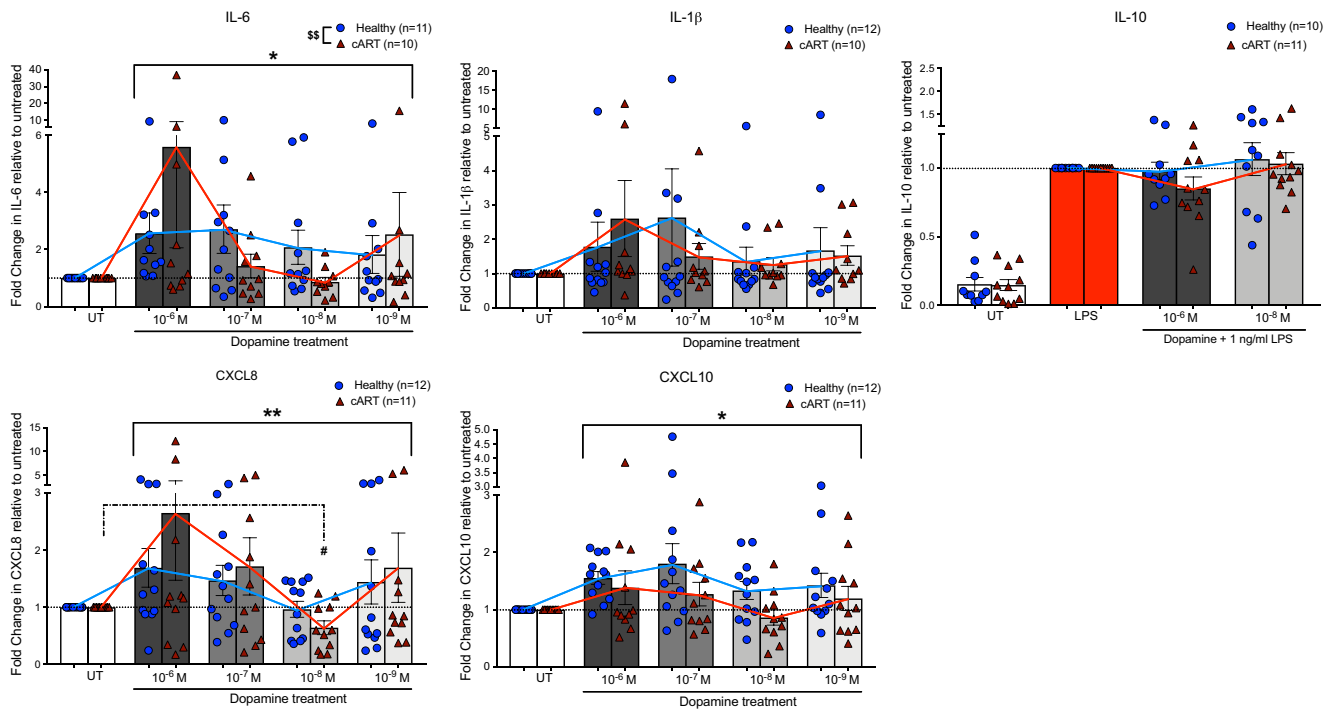 IL-6
$$
Healthy (n=11)
cART (n=10)
*
Fold Change in IL-6 relative to untreated
40
30
20
10
6
4
2
0
UT
10-6 M
10-7 M
10-8 M
10-9 M
Dopamine treatment
IL-1β
Healthy (n=12)
cART (n=10)
Fold Change in IL-1β relative to untreated
20
15
10
5
5
4
3
2
1
0
UT
10-6 M
10-7 M
10-8 M
10-9 M
Dopamine treatment
IL-10
Healthy (n=10)
cART (n=11)
Fold Change in IL-10 relative to untreated
2.5
2.0
1.5
1.0
0.5
0.0
UT
LPS
10-6 M
10-8 M
Dopamine + 1 ng/ml LPS
CXCL8
Healthy (n=12)
cART (n=11)
**
#
Fold Change in CXCL8 relative to untreated
15
10
5
3
2
1
0
UT
10-6 M
10-7 M
10-8 M
10-9 M
Dopamine treatment
CXCL10
Healthy (n=12)
cART (n=11)
*
Fold Change in CXCL10 relative to untreated
5.0
4.5
4.0
3.5
3.0
3
2
1
0
UT
10-6 M
10-7 M
10-8 M
10-9 M
Dopamine treatment